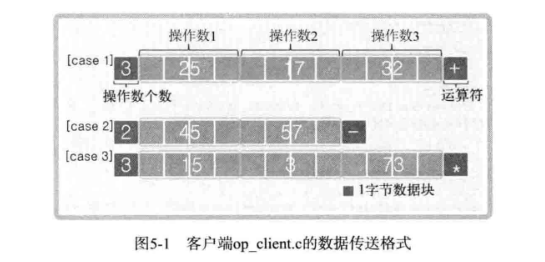 操作数1 操作数2 操作数3
[case 1] 3 25 17 32 +
操作数个数 运算符
[case 2] 2 45 57 −
[case 3] 3 15 3 73 *
1字节数据块
图5-1 客户端op_client.c的数据传送格式